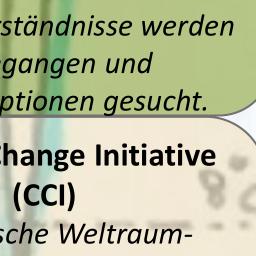 rständnisse werden
gangen und
ptionen gesucht.
Change Initiative
(CCI)
sche Weltraum-